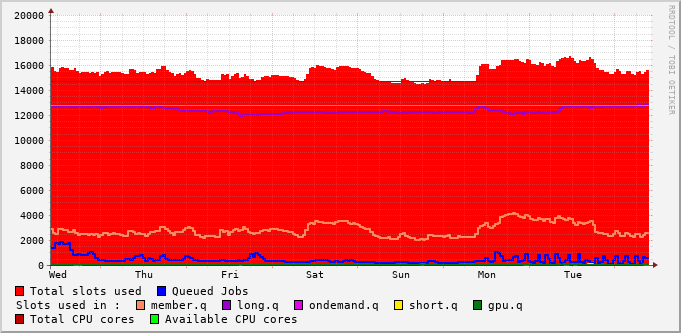 20000
18000
16000
14000
12000
10000
8000
6000
4000
2000
0
Wed Thu Fri Sat Sun Mon Tue
RRDTOOL / TOBI OETIKER
Total slots used Queued Jobs
Slots used in : member.q long.q ondemand.q short.q gpu.q
Total CPU cores Available CPU cores